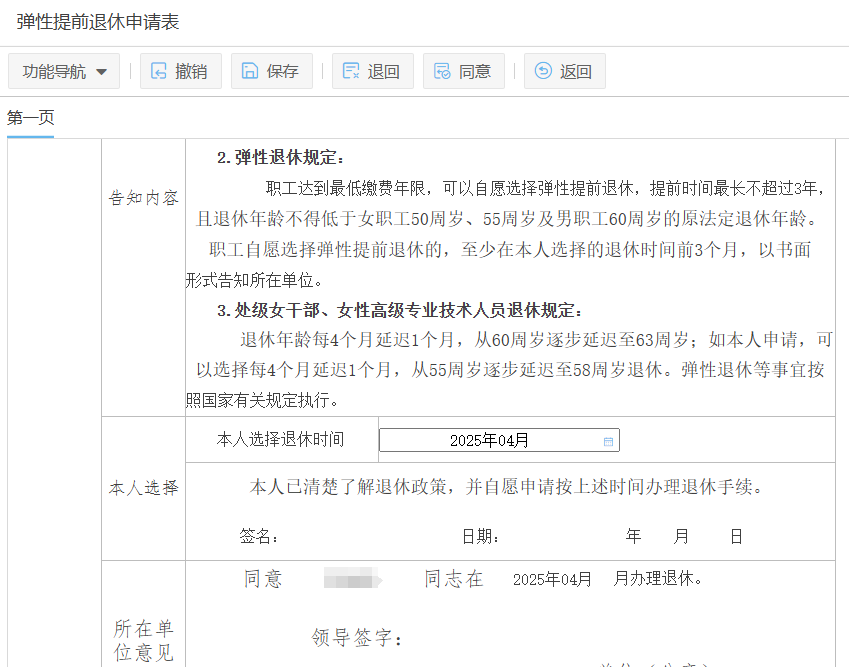 弹性提前退休申请表
功能导航 撤销 保存 退回 同意 返回
第一页
告知内容
2.弹性退休规定：
职工达到最低缴费年限，可以自愿选择弹性提前退休，提前时间最长不超过3年，
且退休年龄不得低于女职工50周岁、55周岁及男职工60周岁的原法定退休年龄。
职工自愿选择弹性提前退休的，至少在本人选择的退休时间前3个月，以书面
形式告知所在单位。
3.处级女干部、女性高级专业技术人员退休规定：
退休年龄每4个月延迟1个月，从60周岁逐步延迟至63周岁；如本人申请，可
以选择每4个月延迟1个月，从55周岁逐步延迟至58周岁退休。弹性退休等事宜按
照国家有关规定执行。
本人选择
本人选择退休时间 2025年04月
本人已清楚了解退休政策，并自愿申请按上述时间办理退休手续。
签名： 日期： 年 月 日
所在单
位意见
同意 同志在 2025年04月 月办理退休。
领导签字：